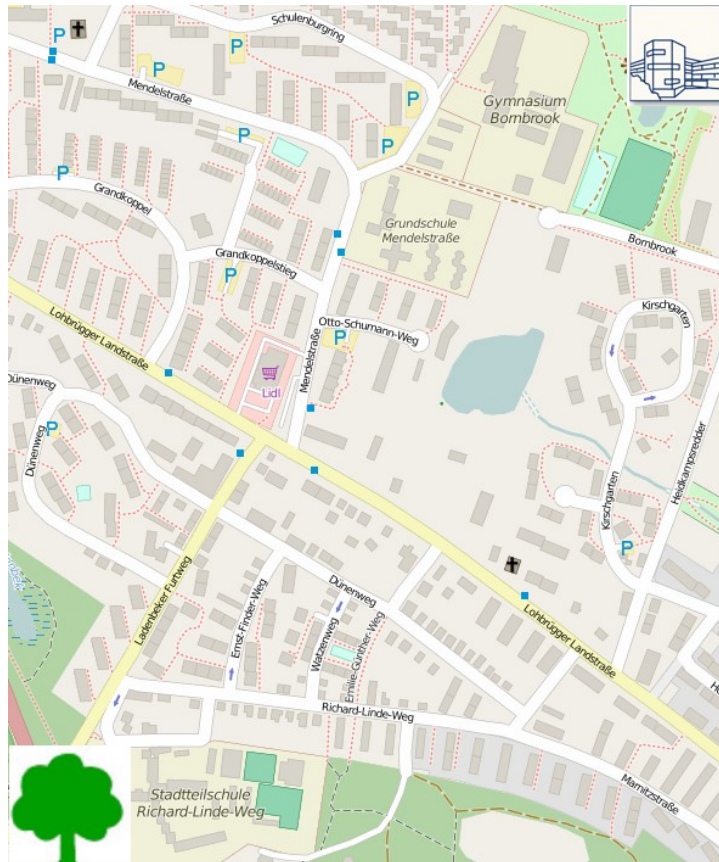 Schulenburgring
P
P
Mendelstraße
P
P
Gymnasium
Bornbrook
P
P
Grandkoppel
P
Grundschule
Mendelstraße
Bornbrook
Grandkoppelstieg
P
Kirschgarten
Lohbrügger Landstraße
Otto-Schumann-Weg
P
Mendelstraße
Lidl
Dünenweg
P
Dünenweg
Heidkampsredder
Kirschgarten
P
Ladenbeker Furtweg
Ernst-Finder-Weg
Dünenweg
Watzenweg
Emilie-Günther-Weg
Lohbrügger Landstraße
Richard-Linde-Weg
Marnitzstraße
Stadtteilschule
Richard-Linde-Weg